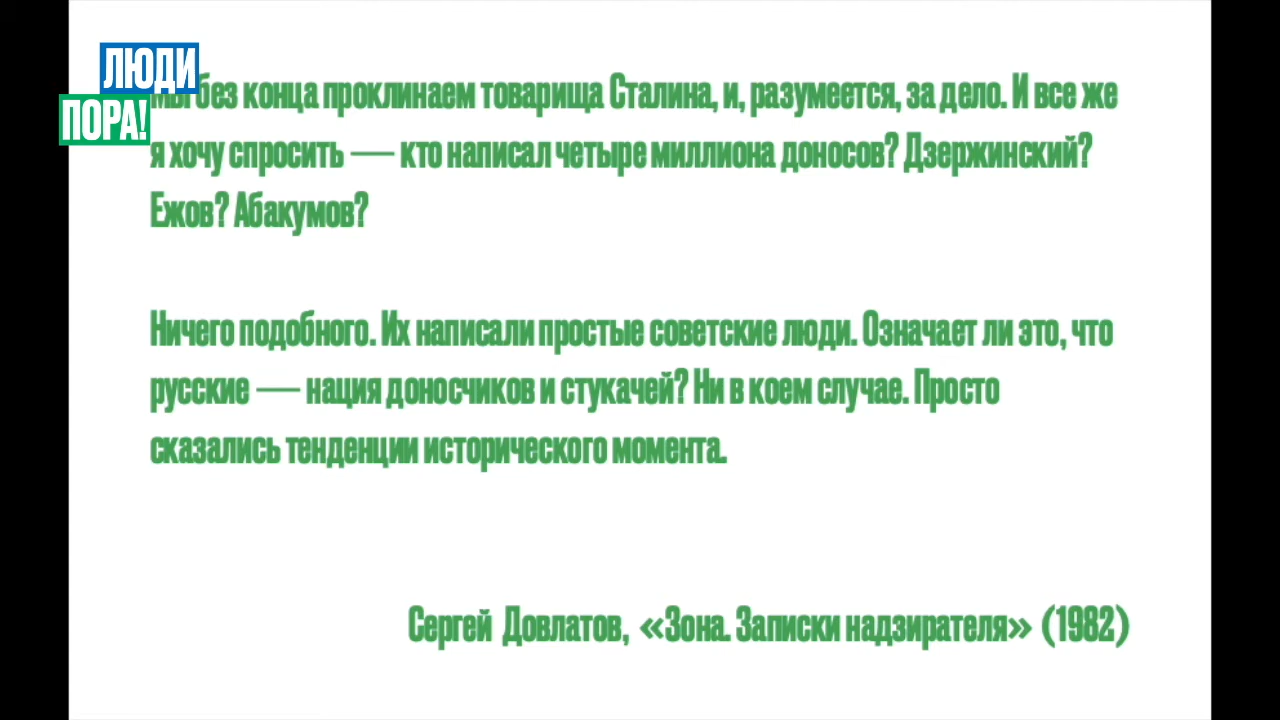 ЛЮДИ
ПОРА!
Мы без конца проклинаем товарища Сталина, и, разумеется, за дело. И все же
я хочу спросить — кто написал четыре миллиона доносов? Дзержинский?
Ежов? Абакумов?
Ничего подобного. Их написали простые советские люди. Означает ли это, что
русские — нация доносчиков и стукачей? Ни в коем случае. Просто
сказались тенденции исторического момента.
Сергей Довлатов, «Зона. Записки надзирателя» (1982)